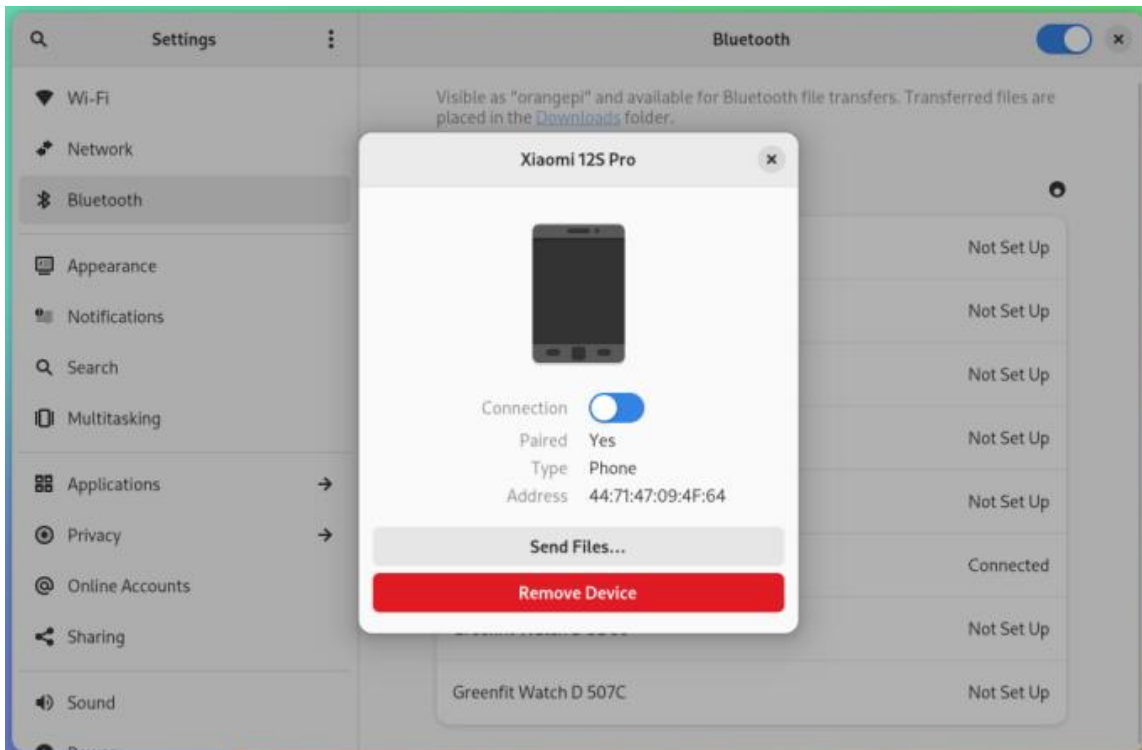 Settings
Bluetooth
Wi-Fi
Network
Bluetooth
Appearance
Notifications
Search
Multitasking
Applications
Privacy
Online Accounts
Sharing
Sound
Visible as "orangepi" and available for Bluetooth file transfers. Transferred files are
placed in the Downloads folder.
Xiaomi 12S Pro
Connection
Paired Yes
Type Phone
Address 44:71:47:09:4F:64
Send Files...
Remove Device
Not Set Up
Not Set Up
Not Set Up
Not Set Up
Not Set Up
Connected
Not Set Up
Greenfit Watch D 507C Not Set Up